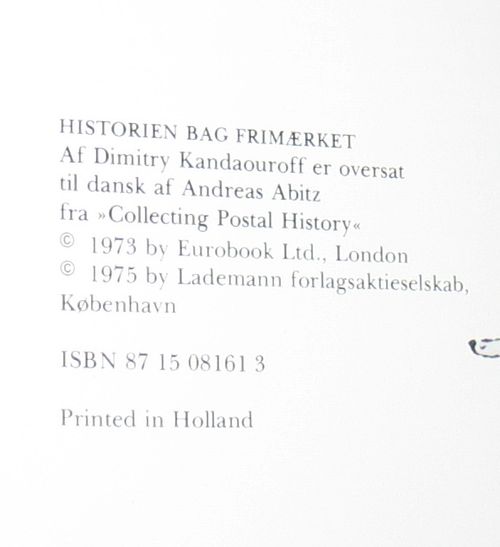 HISTORIEN BAG FRIMÆRKET
Af Dimitry Kandaouroff er oversat
til dansk af Andreas Abitz
fra »Collecting Postal History«
© 1973 by Eurobook Ltd., London
© 1975 by Lademann forlagsaktieselskab,
København
ISBN 87 15 08161 3
Printed in Holland